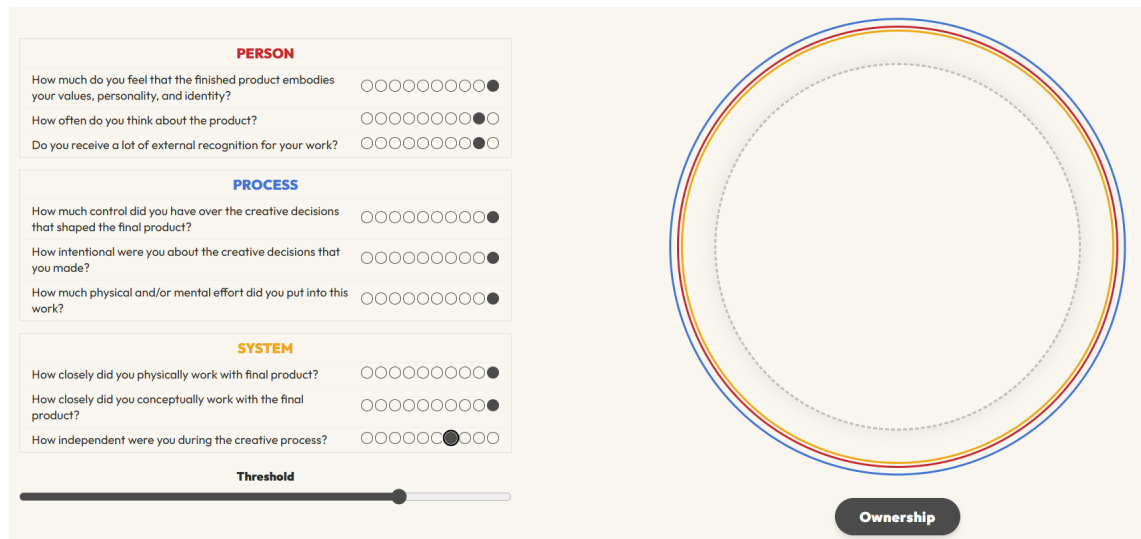 PERSON
How much do you feel that the finished product embodies
your values, personality, and identity?
How often do you think about the product?
Do you receive a lot of external recognition for your work?
PROCESS
How much control did you have over the creative decisions
that shaped the final product?
How intentional were you about the creative decisions that
you made?
How much physical and/or mental effort did you put into this
work?
SYSTEM
How closely did you physically work with final product?
How closely did you conceptually work with the final
product?
How independent were you during the creative process?
Threshold
Ownership